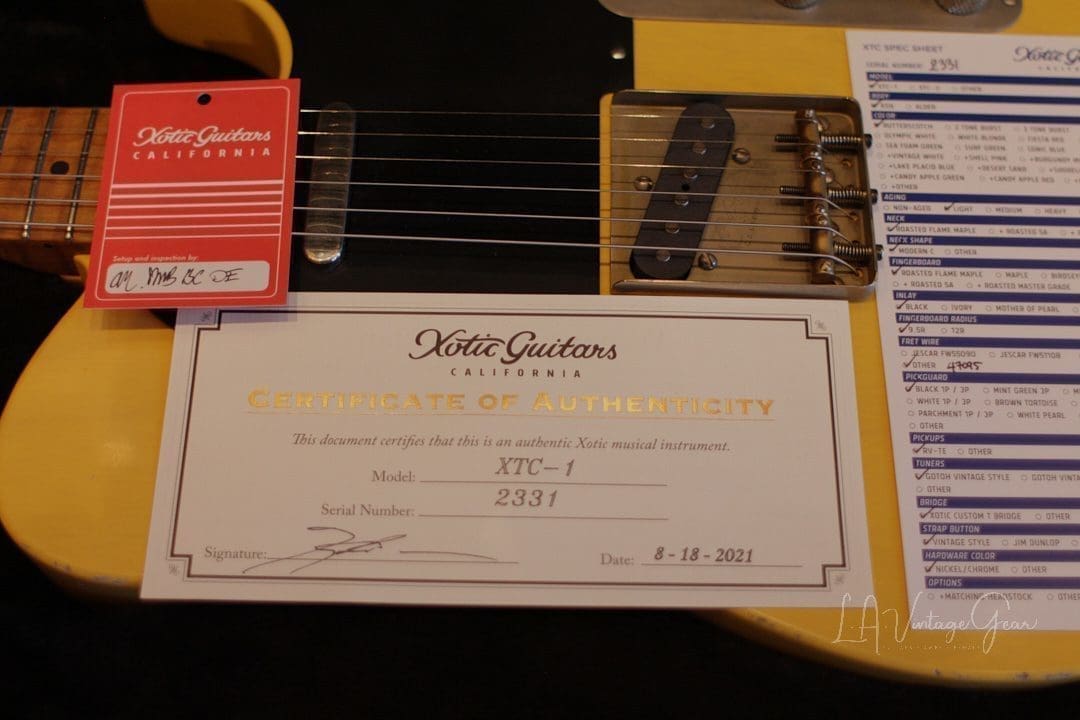 Xotic Guitars
CALIFORNIA
Setup and inspection by:
Xotic Guitars
CALIFORNIA
CERTIFICATE OF AUTHENTICITY
This document certifies that this is an authentic Xotic musical instrument.
Model: XTC-1
Serial Number: 2331
Signature:
Date: 8-18-2021
XTC SPEC SHEET
SERIAL NUMBER: 2331
MODEL
XTC-1 OTHER
BODY
ASH ALDER
COLOR
BUTTERSCOTCH 2 TONE BURST 3 TONE BURST
OLYMPIC WHITE WHITE BLONDE FIESTA RED
SEA FOAM GREEN SURF GREEN SONIC BLUE
+VINTAGE WHITE +SHELL PINK
+LAKE PLACID BLUE +DESERT SAND
+CANDY APPLE GREEN +CANDY APPLE RED
+OTHER
AGING
NON-AGED LIGHT MEDIUM HEAVY
NECK
ROASTED FLAME MAPLE + ROASTED 5A
NECK SHAPE
MODERN C OTHER
FINGERBOARD
ROASTED FLAME MAPLE MAPLE
+ ROASTED 5A + ROASTED MASTER GRADE
INLAY
BLACK IVORY MOTHER OF PEARL
FINGERBOARD RADIUS
9.5R 12R
FRET WIRE
JESCAR FW55090 JESCAR FW51108
OTHER 47095
PICKGUARD
BLACK 1P / 3P MINT GREEN 3P
WHITE 1P / 3P BROWN TORTOISE
PARCHMENT 1P / 3P WHITE PEARL
OTHER
PICKUPS
RV-TE OTHER
TUNERS
GOTOH VINTAGE STYLE
OTHER
BRIDGE
XOTIC CUSTOM T BRIDGE OTHER
STRAP BUTTON
VINTAGE STYLE JIM DUNLOP
HARDWARE COLOR
NICKEL/CHROME OTHER
OPTIONS
+MATCHING HEADSTOCK
L.A. Vintage Gear